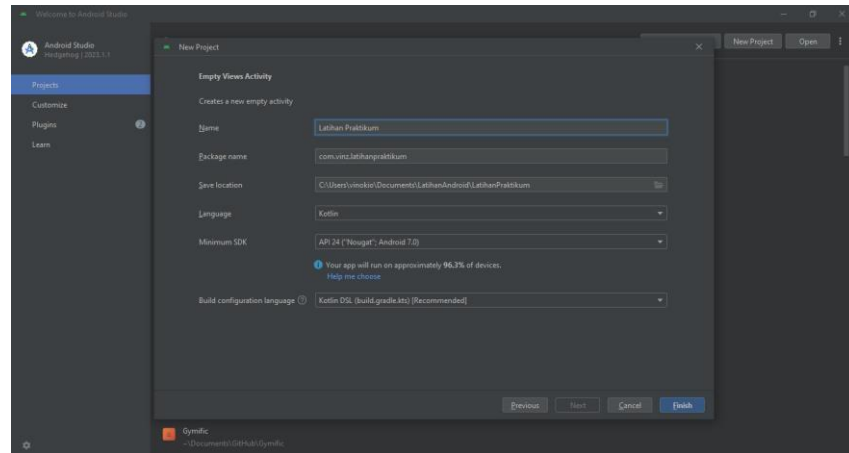 Welcome to Android Studio
Android Studio
Hedgehog | 2023.1.1
New Project
Open
Projects
Customize
Plugins
2
Learn
New Project
Empty Views Activity
Creates a new empty activity
Name
Latihan Praktikum
Package name
com.vinz.latihanpraktikum
Save location
C:\Users\vinokio\Documents\LatihanAndroid\LatihanPraktikum
Language
Kotlin
Minimum SDK
API 24 ("Nougat"; Android 7.0)
Your app will run on approximately 96,3% of devices.
Help me choose
Build configuration language
Kotlin DSL (build.gradle.kts) [Recommended]
Previous
Next
Cancel
Finish
Gymific
~\Documents\GitHub\Gymific